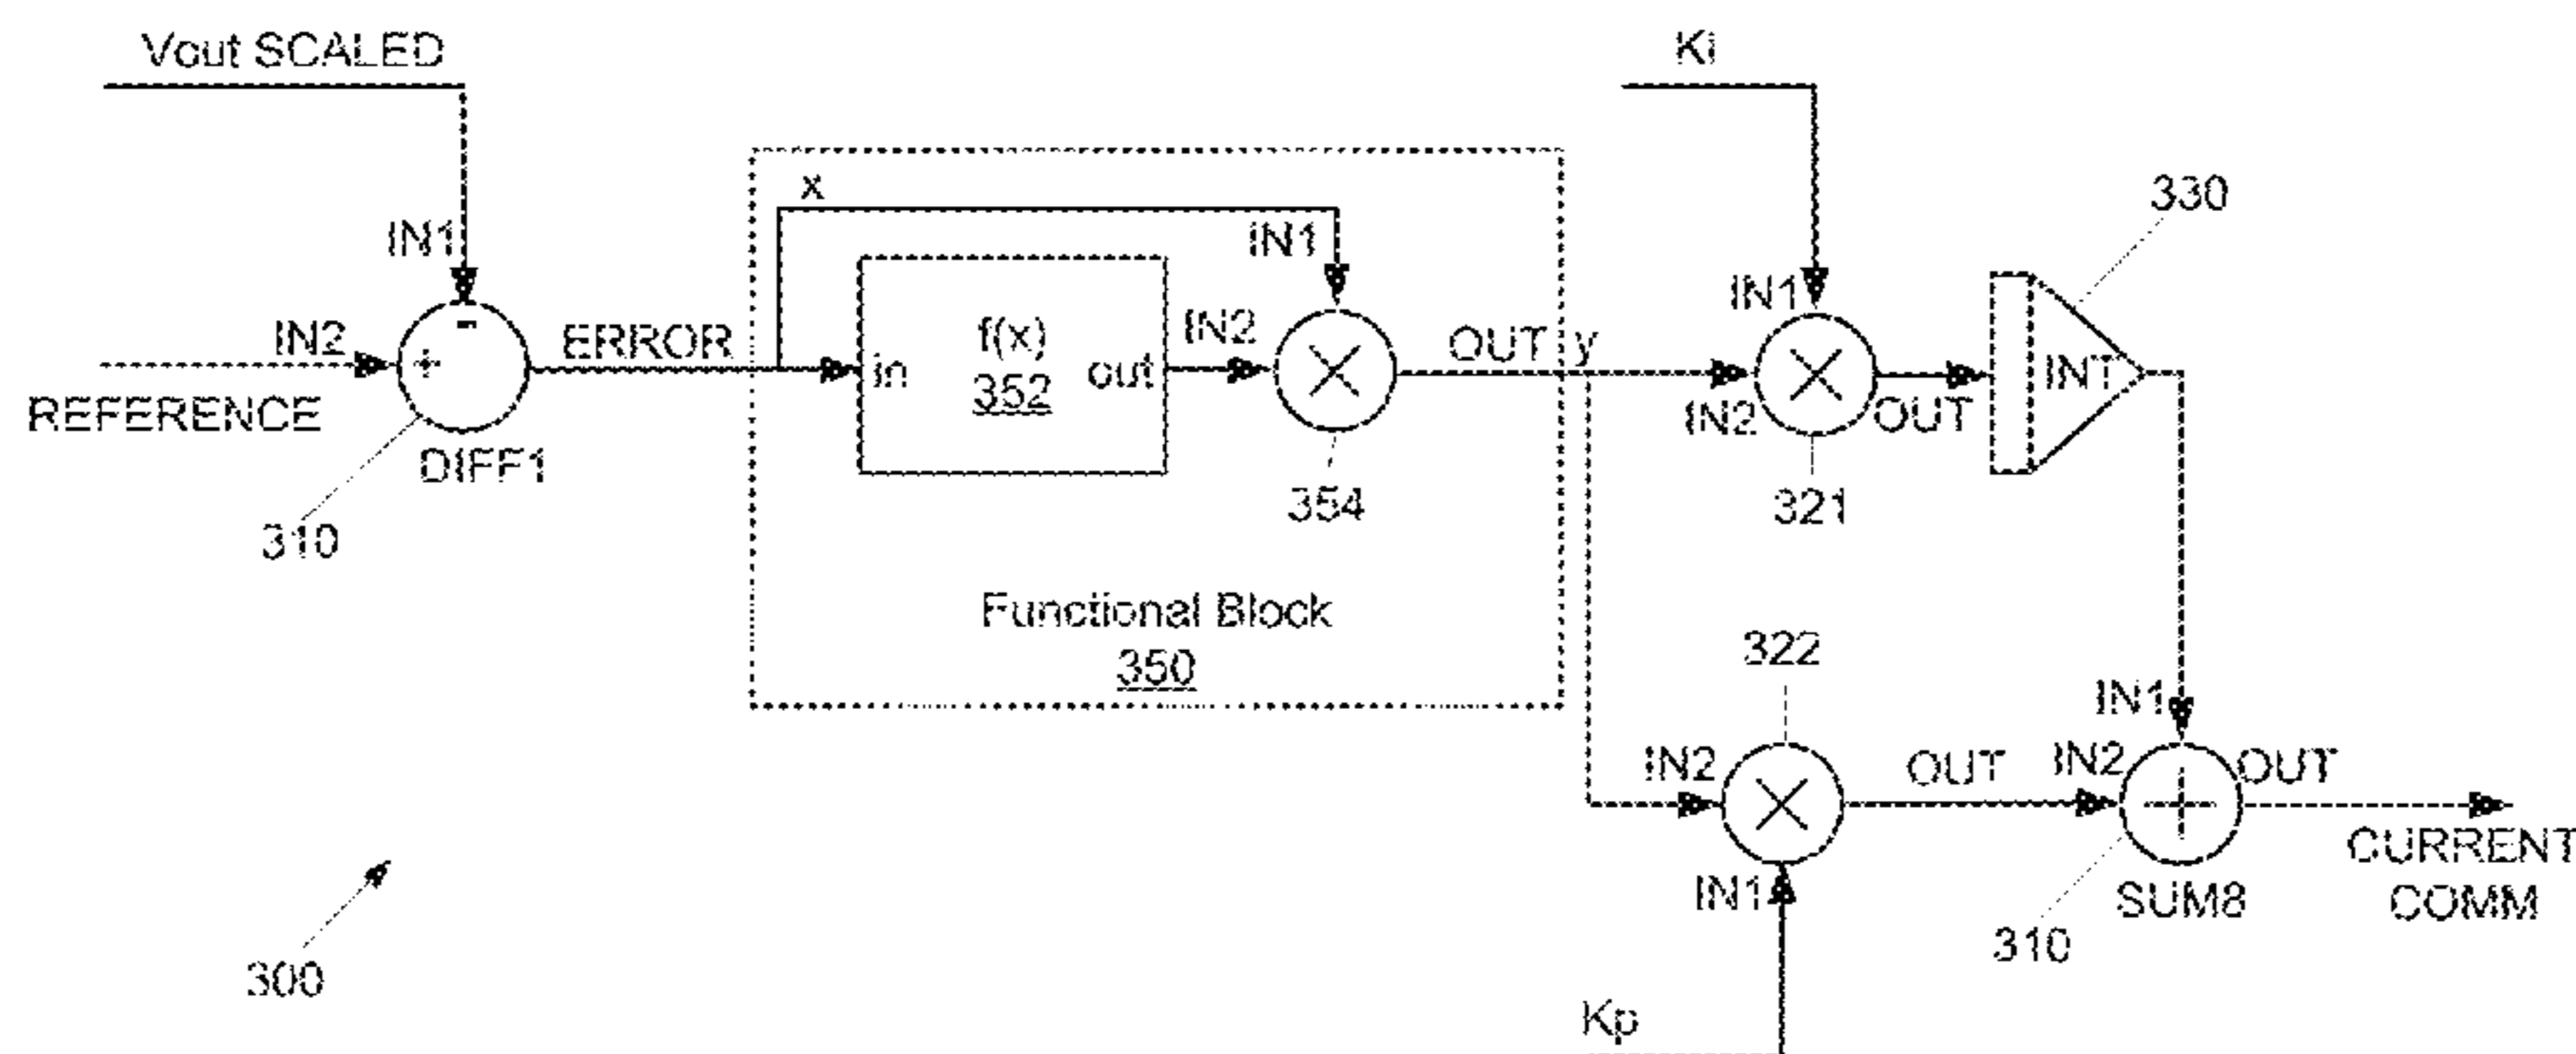 Vout SCALED
Ki
x
330
IN1
IN1
IN1
IN2
-
+
ERROR
in
f(x)
352
out
IN2
OUT
y
INT
REFERENCE
IN2
OUT
DIFF1
354
321
310
Functional Block
350
322
IN1
IN2
OUT
IN2
OUT
CURRENT
COMM
IN1
SUM8
310
300
Kp